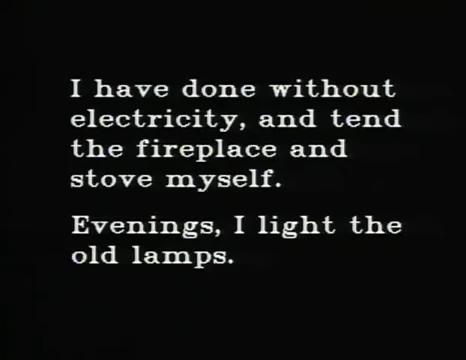 I have done without
electricity, and tend
the fireplace and
stove myself.
Evenings, I light the
old lamps.